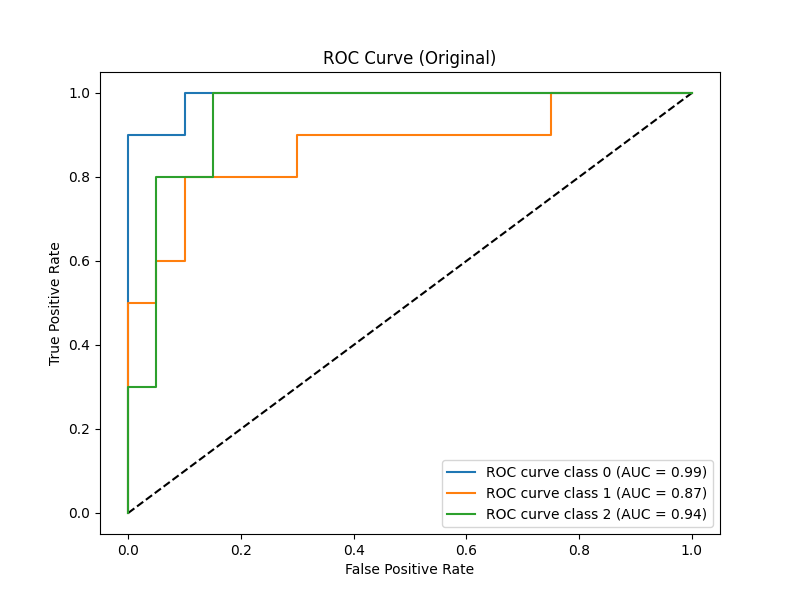 ROC Curve (Original)
True Positive Rate
1.0
0.8
0.6
0.4
0.2
0.0
0.0 0.2 0.4 0.6 0.8 1.0
False Positive Rate
ROC curve class 0 (AUC = 0.99)
ROC curve class 1 (AUC = 0.87)
ROC curve class 2 (AUC = 0.94)